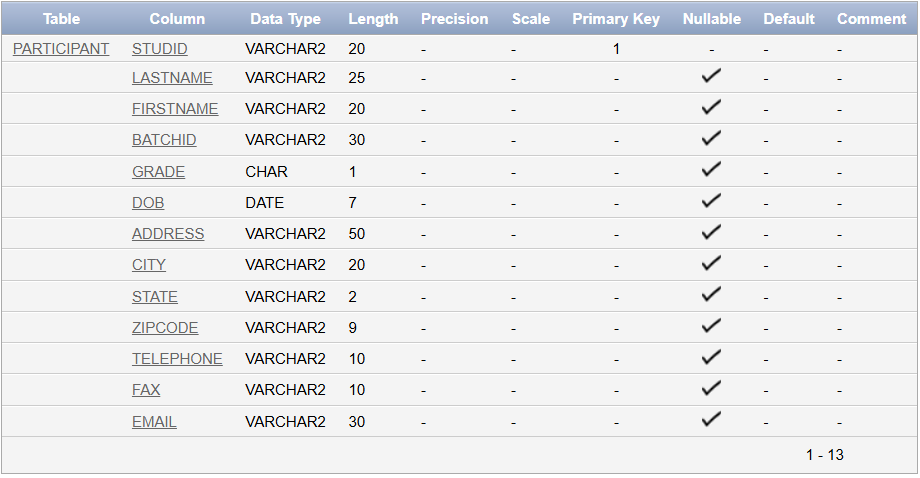 Table Column Data Type Length Precision Scale Primary Key Nullable Default Comment
PARTICIPANT STUDID VARCHAR2 20 - - 1 - - -
LASTNAME VARCHAR2 25 - - - ✓ - -
FIRSTNAME VARCHAR2 20 - - - ✓ - -
BATCHID VARCHAR2 30 - - - ✓ - -
GRADE CHAR 1 - - - ✓ - -
DOB DATE 7 - - - ✓ - -
ADDRESS VARCHAR2 50 - - - ✓ - -
CITY VARCHAR2 20 - - - ✓ - -
STATE VARCHAR2 2 - - - ✓ - -
ZIPCODE VARCHAR2 9 - - - ✓ - -
TELEPHONE VARCHAR2 10 - - - ✓ - -
FAX VARCHAR2 10 - - - ✓ - -
EMAIL VARCHAR2 30 - - - ✓ - -
1 - 13